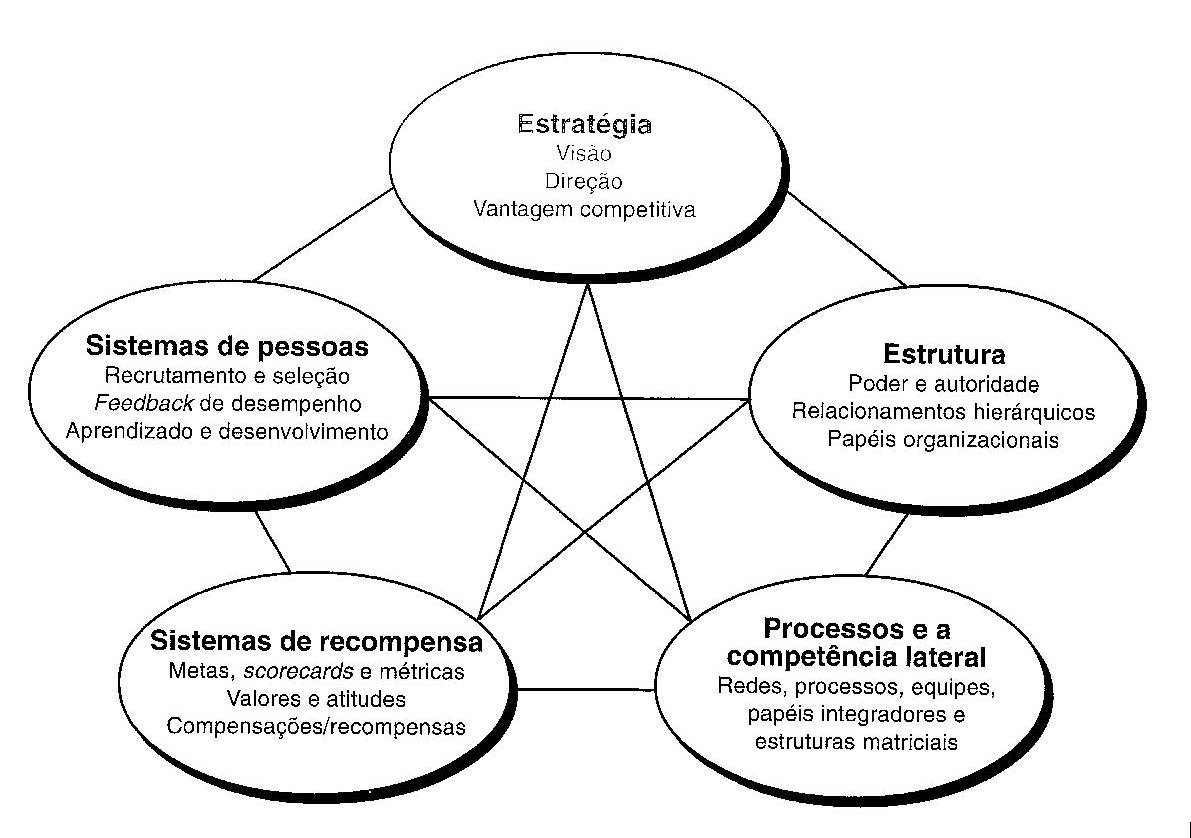 Estratégia
Visão
Direção
Vantagem competitiva
Sistemas de pessoas
Recrutamento e seleção
Feedback de desempenho
Aprendizado e desenvolvimento
Estrutura
Poder e autoridade
Relacionamentos hierárquicos
Papéis organizacionais
Sistemas de recompensa
Metas, scorecards e métricas
Valores e atitudes
Compensações/recompensas
Processos e a
competência lateral
Redes, processos, equipes,
papéis integradores e
estruturas matriciais